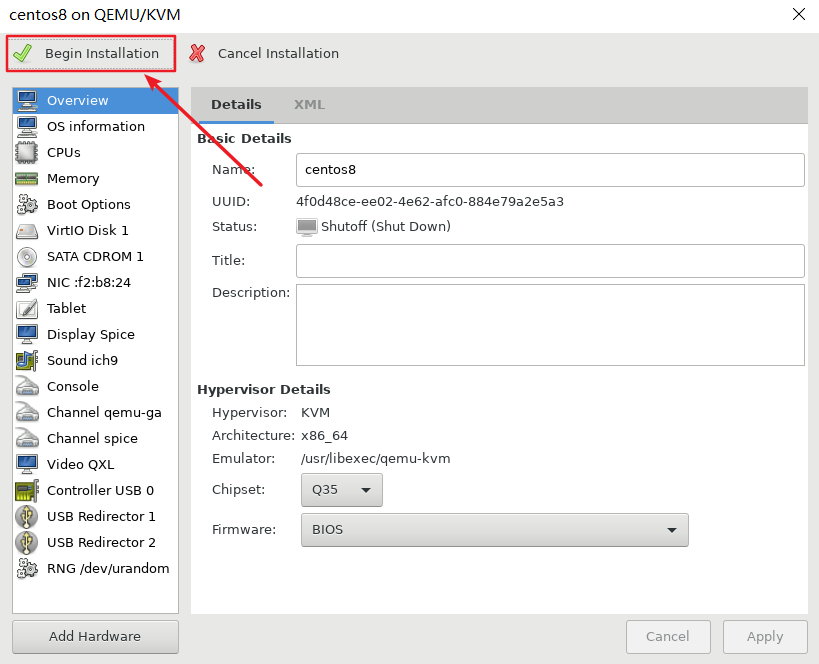 centos8 on QEMU/KVM
Begin Installation
Cancel Installation
Overview
OS information
CPUs
Memory
Boot Options
VirtIO Disk 1
SATA CDROM 1
NIC :f2:b8:24
Tablet
Display Spice
Sound ich9
Console
Channel qemu-ga
Channel spice
Video QXL
Controller USB 0
USB Redirector 1
USB Redirector 2
RNG /dev/urandom
Add Hardware
Details XML
Basic Details
Name: centos8
UUID: 4f0d48ce-ee02-4e62-afc0-884e79a2e5a3
Status: Shutoff (Shut Down)
Title:
Description:
Hypervisor Details
Hypervisor: KVM
Architecture: x86_64
Emulator: /usr/libexec/qemu-kvm
Chipset: Q35
Firmware: BIOS
Cancel Apply